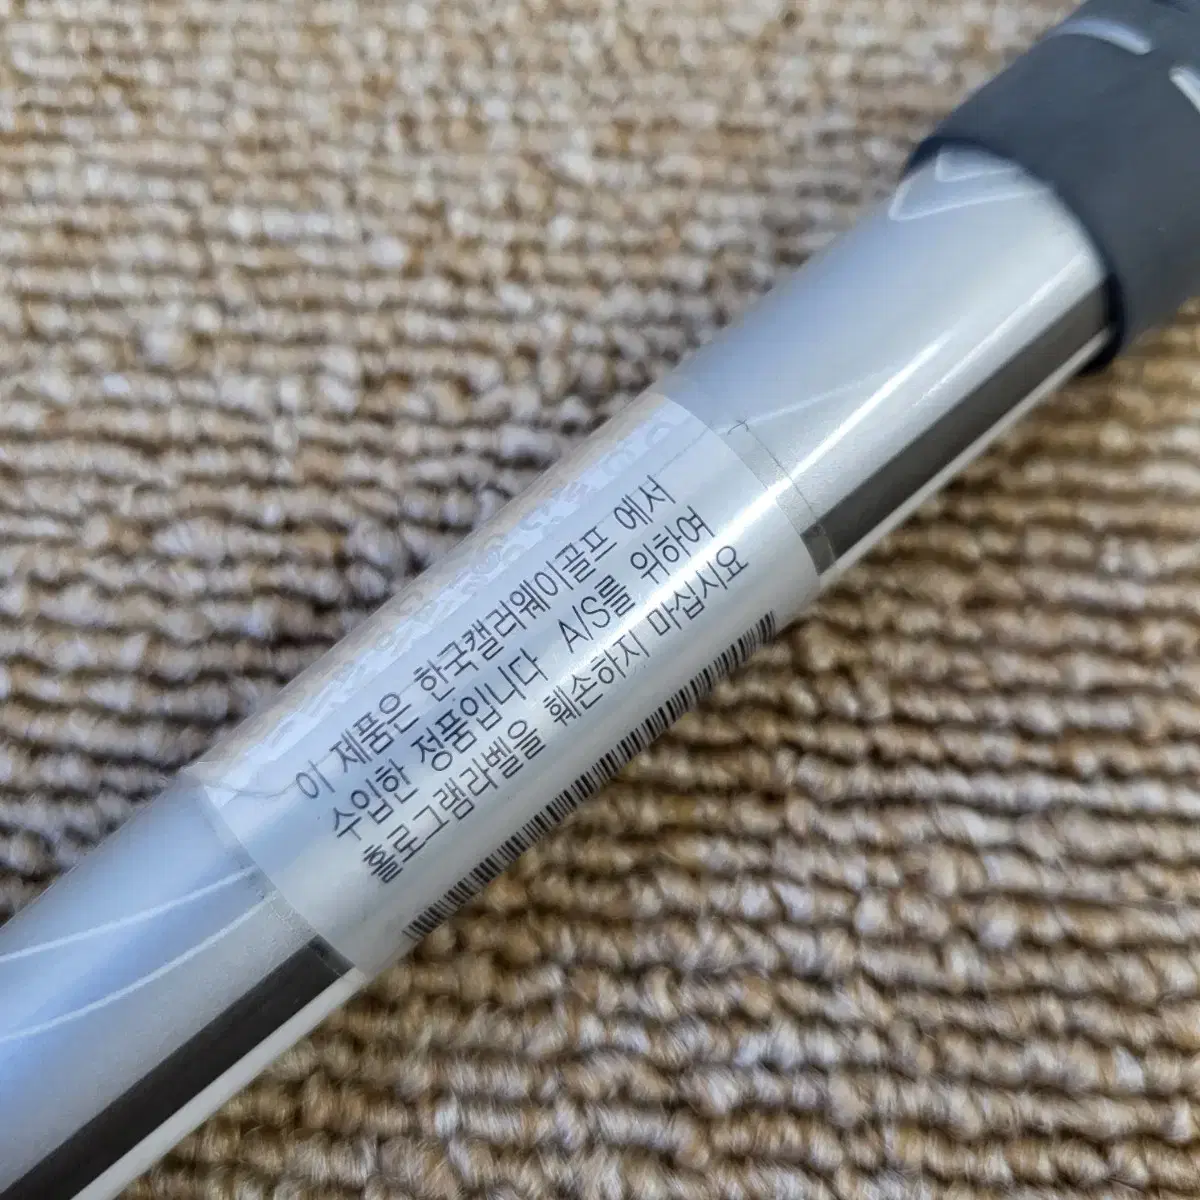 이 제품은 한국캘러웨이골프 에서
수입한 정품입니다 A/S를 위하여
홀로그램라벨을 훼손하지 마십시요